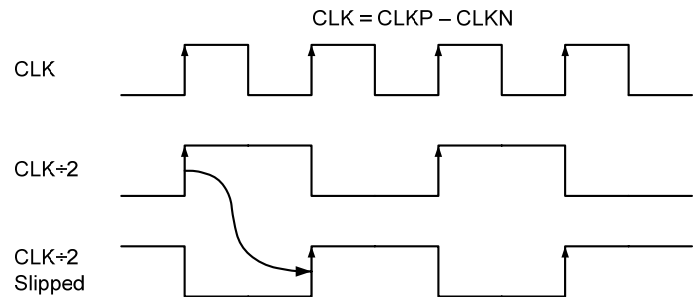 CLK = CLKP – CLKN
CLK
CLK÷2
CLK÷2
Slipped